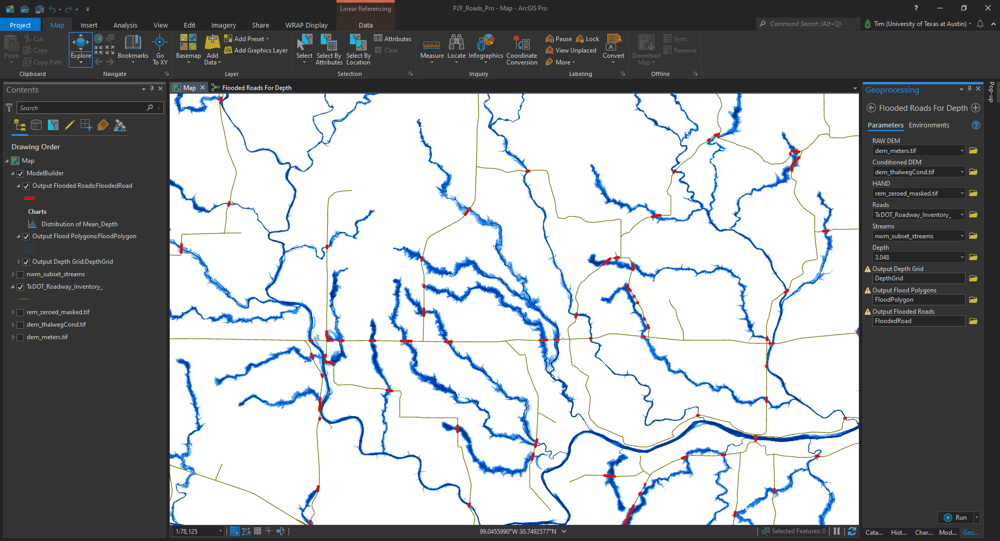 Linear Referencing
P2F_Roads_Pro - Map - ArcGIS Pro
?
Project
Map
Insert
Analysis
View
Edit
Imagery
Share
WRAP Display
Data
Command Search (Alt+Q)
Tim (University of Texas at Austin)
Paste
Cut
Copy
Copy Path
Clipboard
Explore
Bookmarks
Go
To XY
Navigate
Basemap
Add
Data
Add Preset
Add Graphics Layer
Layer
Select
Select By
Attributes
Select By
Location
Attributes
Clear
Selection
Measure
Locate
Infographics
Coordinate
Conversion
Inquiry
Pause
Lock
View Unplaced
More
Convert
Labeling
Download
Map
Sync
Remove
Offline
Contents
Search
Drawing Order
Map
ModelBuilder
Output Flooded Roads:FloodedRoad
Charts
Distribution of Mean_Depth
Output Flood Polygons:FloodPolygon
Output Depth Grid:DepthGrid
nwm_subset_streams
TxDOT_Roadway_Inventory_
rem_zeroed_masked.tif
dem_thalwegCond.tif
dem_meters.tif
Map
Flooded Roads For Depth
1:78,125
99.0455990°W 30.7492577°N
Selected Features: 0
Geoprocessing
Flooded Roads For Depth
Parameters
Environments
?
RAW DEM
dem_meters.tif
Conditioned DEM
dem_thalwegCond.tif
HAND
rem_zeroed_masked.tif
Roads
TxDOT_Roadway_Inventory_
Streams
nwm_subset_streams
Depth
3.048
Output Depth Grid
DepthGrid
Output Flood Polygons
FloodPolygon
Output Flooded Roads
FloodedRoad
Run
Cata...
Hist...
Char...
Mod...
Geo...
Pop-up